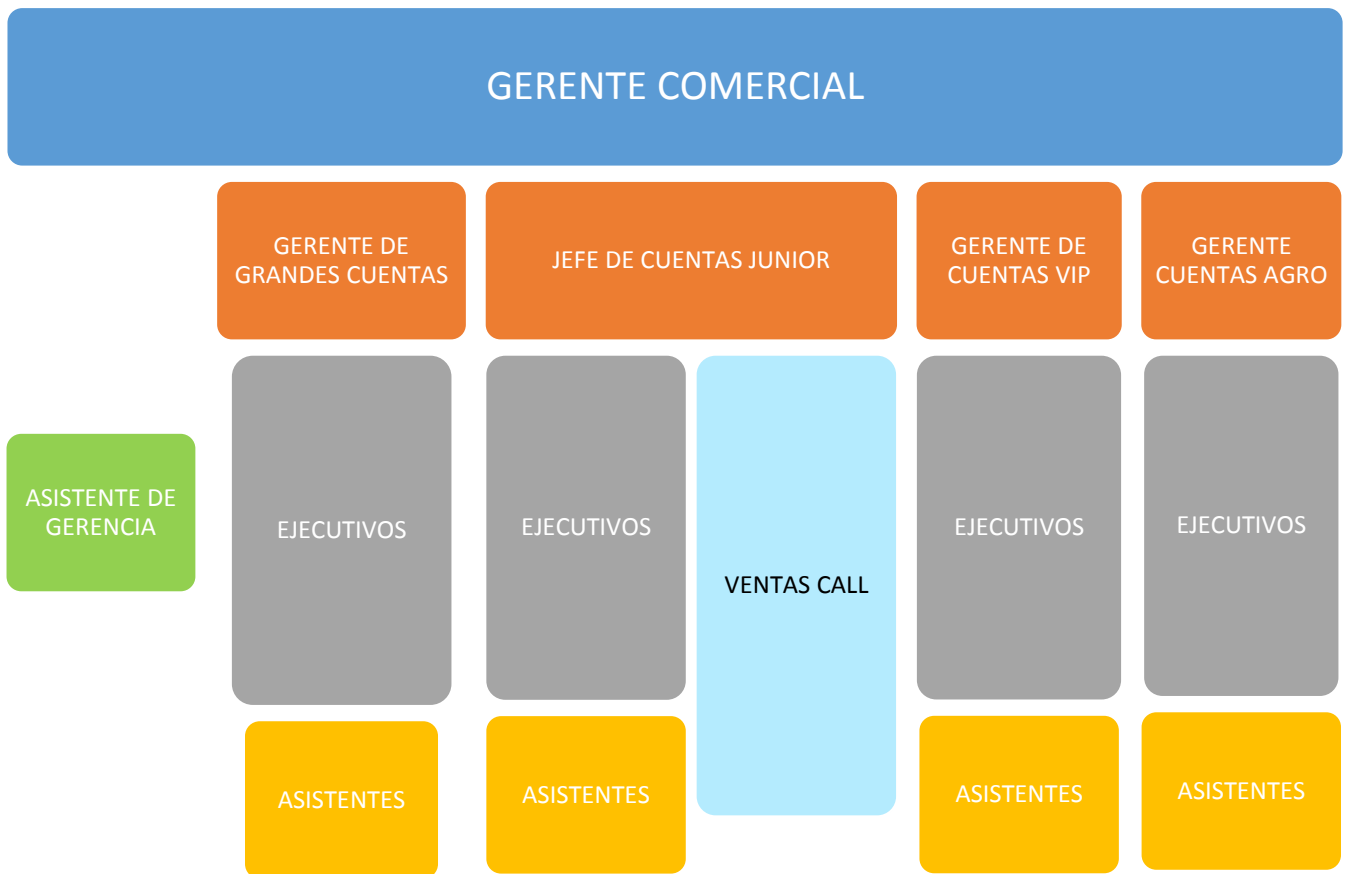 GERENTE COMERCIAL
GERENTE DE
GRANDES CUENTAS
JEFE DE CUENTAS JUNIOR
GERENTE DE
CUENTAS VIP
GERENTE
CUENTAS AGRO
ASISTENTE DE
GERENCIA
EJECUTIVOS
EJECUTIVOS
VENTAS CALL
EJECUTIVOS
EJECUTIVOS
ASISTENTES
ASISTENTES
ASISTENTES
ASISTENTES